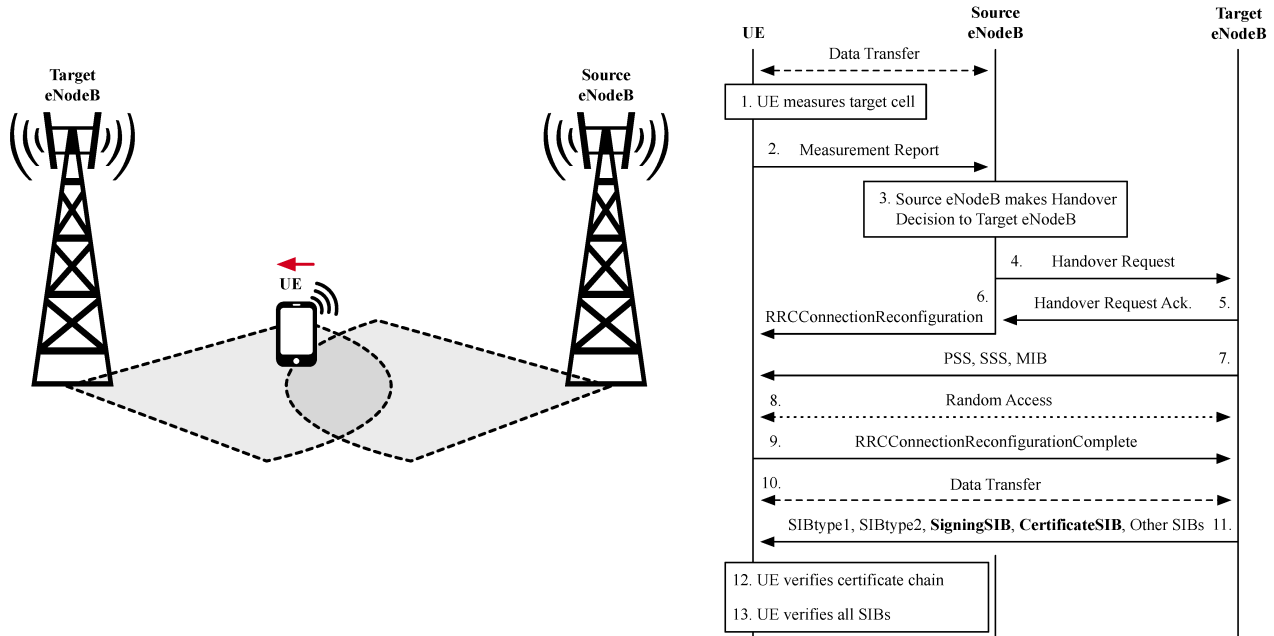 Target
eNodeB
Source
eNodeB
UE
UE
Source
eNodeB
Target
eNodeB
Data Transfer
1. UE measures target cell
2. Measurement Report
3. Source eNodeB makes Handover
Decision to Target eNodeB
4. Handover Request
Handover Request Ack. 5.
6.
RRCConnectionReconfiguration
PSS, SSS, MIB 7.
8. Random Access
9. RRCConnectionReconfigurationComplete
10. Data Transfer
SIBtype1, SIBtype2, SigningSIB, CertificateSIB, Other SIBs 11.
12. UE verifies certificate chain
13. UE verifies all SIBs